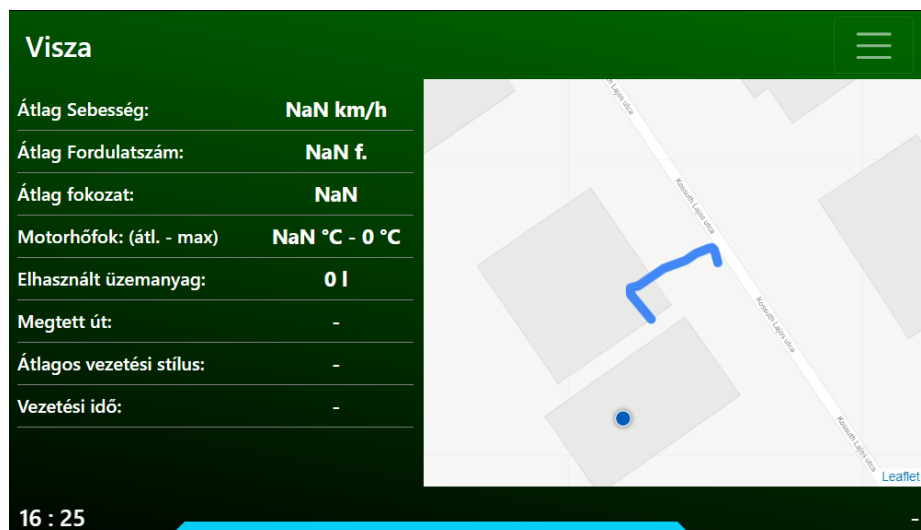 Visza
Átlag Sebesség: NaN km/h
Átlag Fordulatszám: NaN f.
Átlag fokozat: NaN
Motorhőfok: (átl. - max) NaN °C - 0 °C
Elhasznált üzemanyag: 0 l
Megtett út: -
Átlagos vezetési stílus: -
Vezetési idő: -
h Lajos utca
Kossuth Lajos utca
Kossuth Lajos utca
Kossuth Lajos utca
Leaflet
16 : 25 -